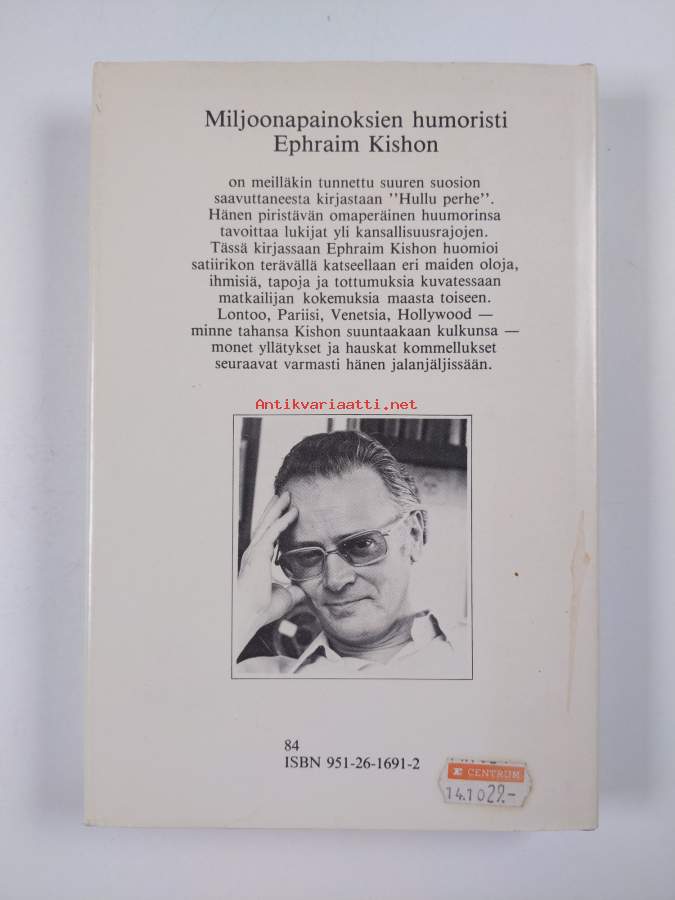 Miljoonapainoksien humoristi
Ephraim Kishon
on meilläkin tunnettu suuren suosion
saavuttaneesta kirjastaan "Hullu perhe".
Hänen piristävän omaperäinen huumorinsa
tavoittaa lukijat yli kansallisuusrajojen.
Tässä kirjassaan Ephraim Kishon huomioi
satiirikon terävällä katseellaan eri maiden oloja,
ihmisiä, tapoja ja tottumuksia kuvatessaan
matkailijan kokemuksia maasta toiseen.
Lontoo, Pariisi, Venetsia, Hollywood —
minne tahansa Kishon suuntaakaan kulkunsa —
monet yllätykset ja hauskat kommellukset
seuraavat varmasti hänen jalanjäljissään.
Antikvariaatti.net
84
ISBN 951-26-1691-2
E CENTRUM
14.10 29.-